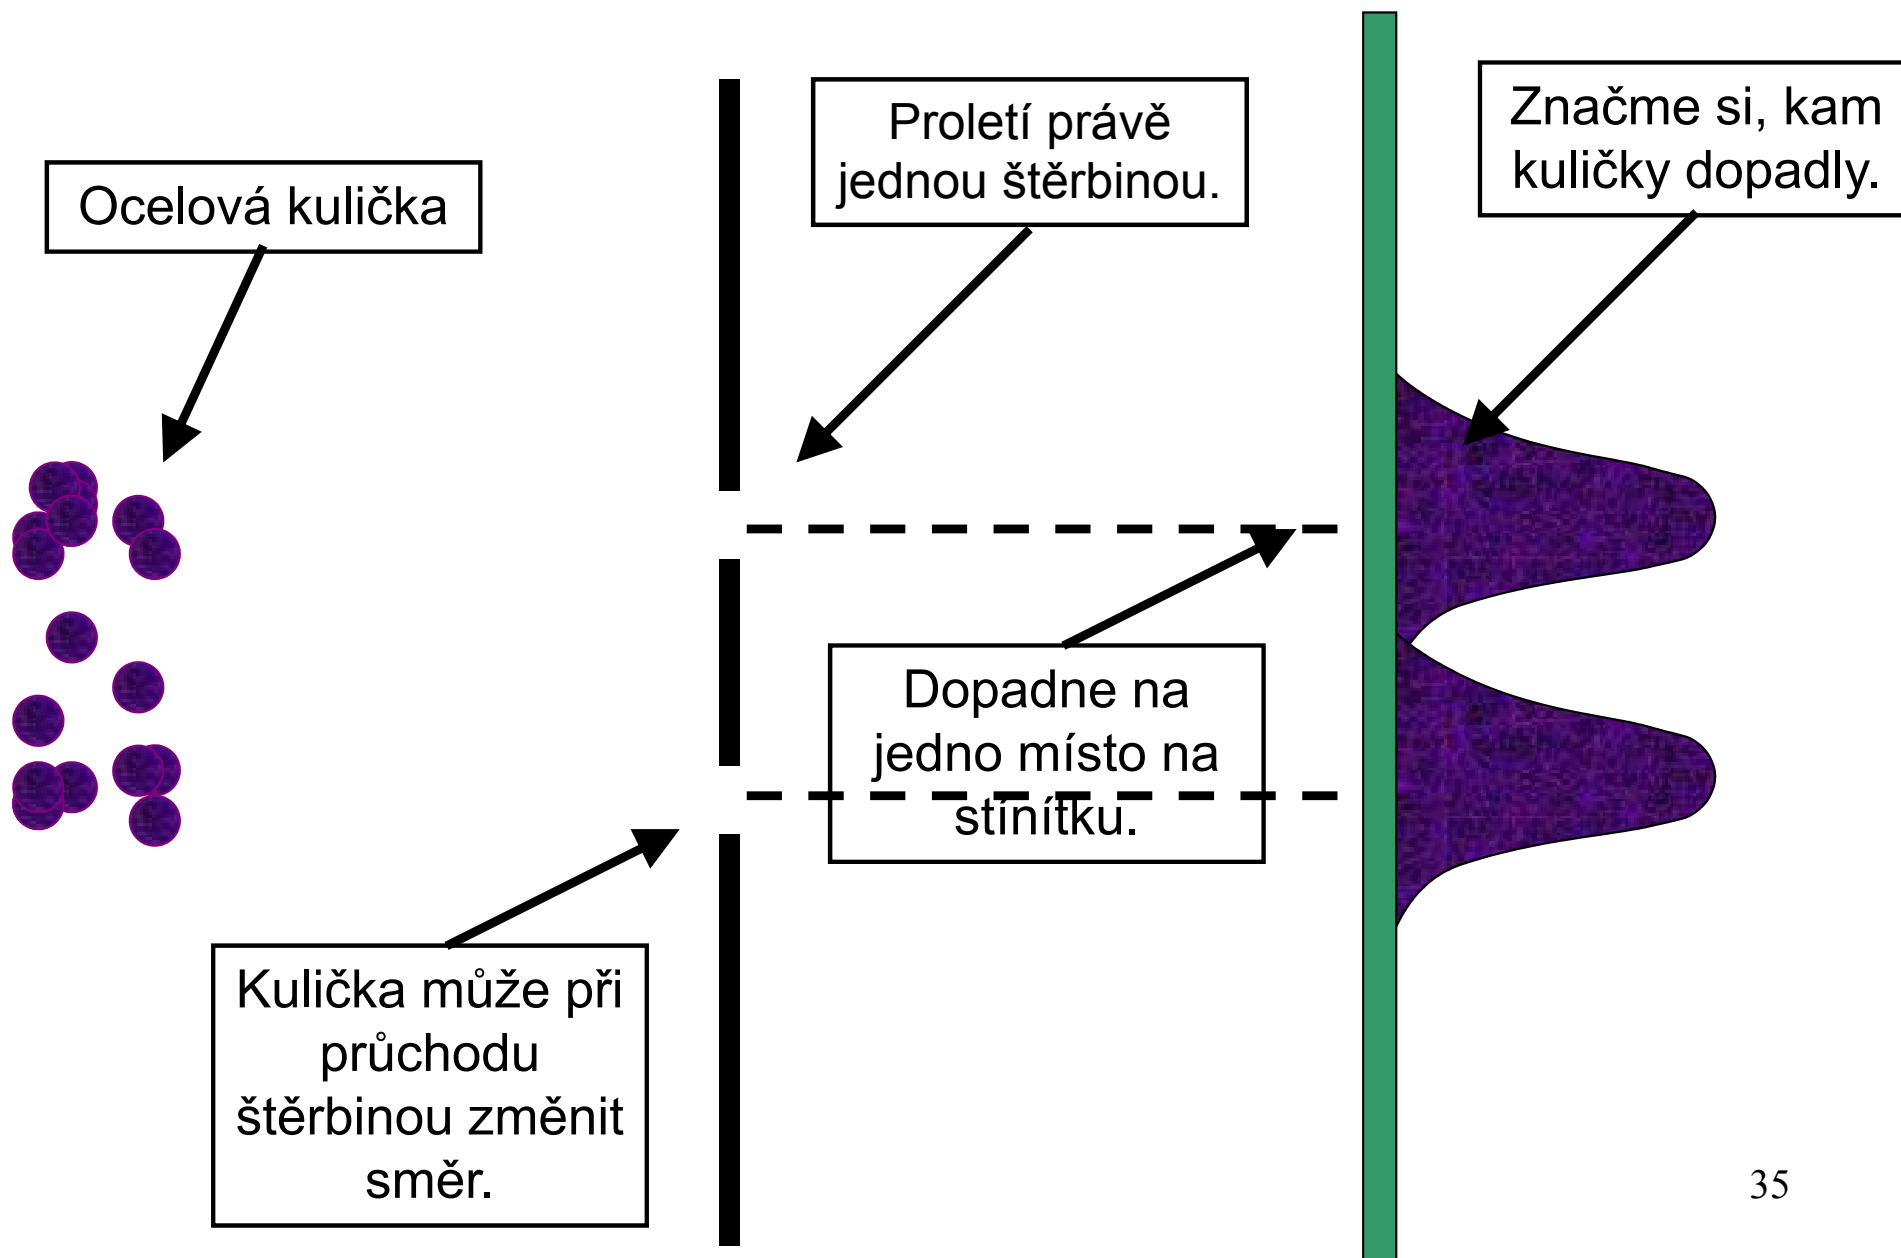 Ocelová kulička
Proletí právě
jednou štěrbinou.
Značme si, kam
kuličky dopadly.
Dopadne na
jedno místo na
stínítku.
Kulička může při
průchodu
štěrbinou změnit
směr.
35